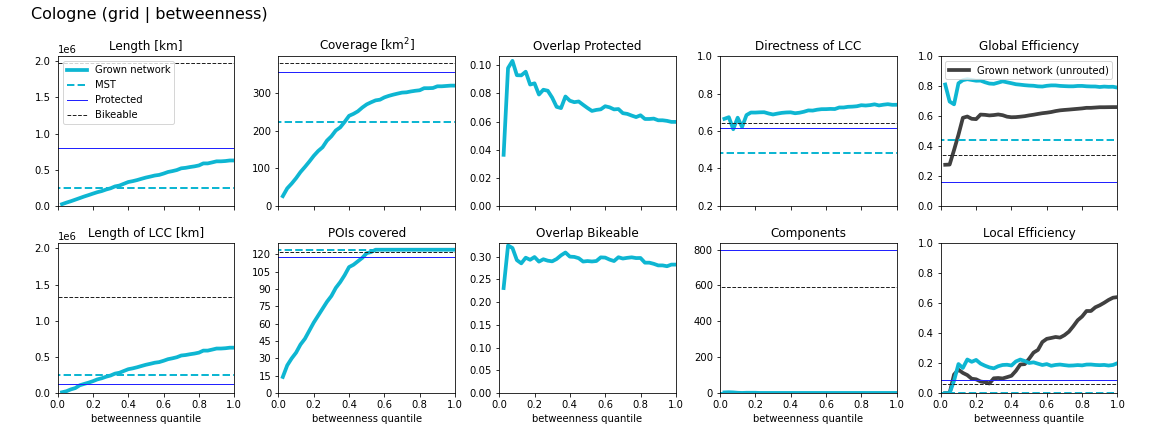 Cologne (grid | betweenness)
Length [km]
1e6
2.0
1.5
1.0
0.5
0.0
Grown network
MST
Protected
Bikeable
Coverage [km²]
300
200
100
0
Overlap Protected
0.10
0.08
0.06
0.04
0.02
0.00
Directness of LCC
1.0
0.8
0.6
0.4
0.2
Global Efficiency
1.0
0.8
0.6
0.4
0.2
0.0
Grown network (unrouted)
Length of LCC [km]
1e6
2.0
1.5
1.0
0.5
0.0
0.0 0.2 0.4 0.6 0.8 1.0
betweenness quantile
POIs covered
120
105
90
75
60
45
30
15
0.0 0.2 0.4 0.6 0.8 1.0
betweenness quantile
Overlap Bikeable
0.30
0.25
0.20
0.15
0.10
0.05
0.00
0.0 0.2 0.4 0.6 0.8 1.0
betweenness quantile
Components
800
600
400
200
0
0.0 0.2 0.4 0.6 0.8 1.0
betweenness quantile
Local Efficiency
1.0
0.8
0.6
0.4
0.2
0.0
0.0 0.2 0.4 0.6 0.8 1.0
betweenness quantile